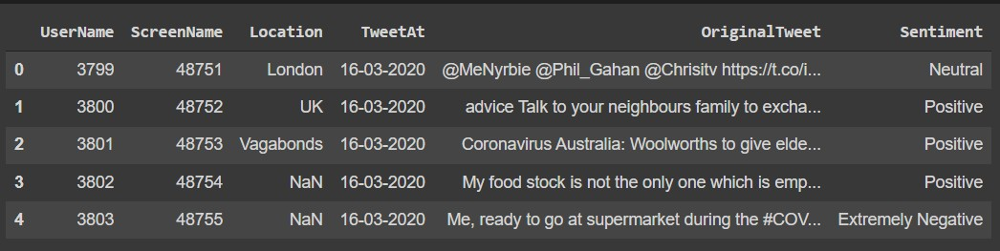 UserName ScreenName Location TweetAt OriginalTweet Sentiment
0 3799 48751 London 16-03-2020 @MeNyrbie @Phil_Gahan @Chrisitv https://t.co/i... Neutral
1 3800 48752 UK 16-03-2020 advice Talk to your neighbours family to excha... Positive
2 3801 48753 Vagabonds 16-03-2020 Coronavirus Australia: Woolworths to give elde... Positive
3 3802 48754 NaN 16-03-2020 My food stock is not the only one which is emp... Positive
4 3803 48755 NaN 16-03-2020 Me, ready to go at supermarket during the #COV... Extremely Negative